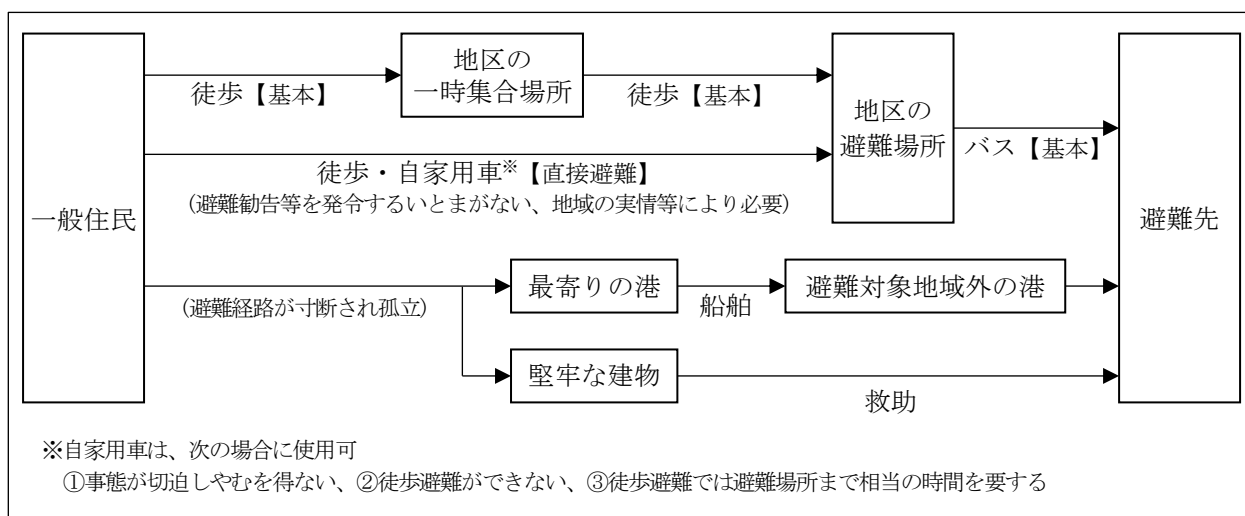 一般住民
徒歩【基本】
地区の
一時集合場所
徒歩【基本】
地区の
避難場所
バス【基本】
避難先
徒歩・自家用車※【直接避難】
(避難勧告等を発令するいとまがない、地域の実情等により必要)
(避難経路が寸断され孤立)
最寄りの港
船舶
避難対象地域外の港
堅牢な建物
救助
※自家用車は、次の場合に使用可
①事態が切迫しやむを得ない、②徒歩避難ができない、③徒歩避難では避難場所まで相当の時間を要する